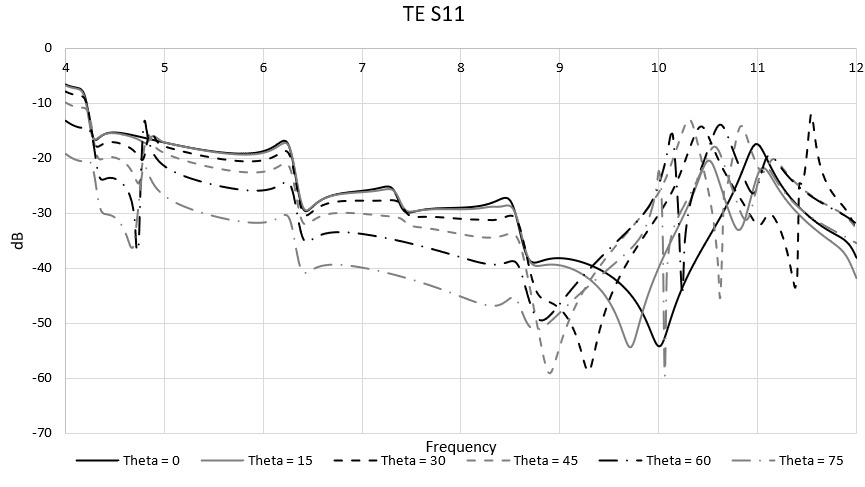 TE S11
0
4 5 6 7 8 9 10 11 12
-10
-20
-30
dB
-40
-50
-60
-70
Frequency
Theta = 0 Theta = 15 Theta = 30 Theta = 45 Theta = 60 Theta = 75